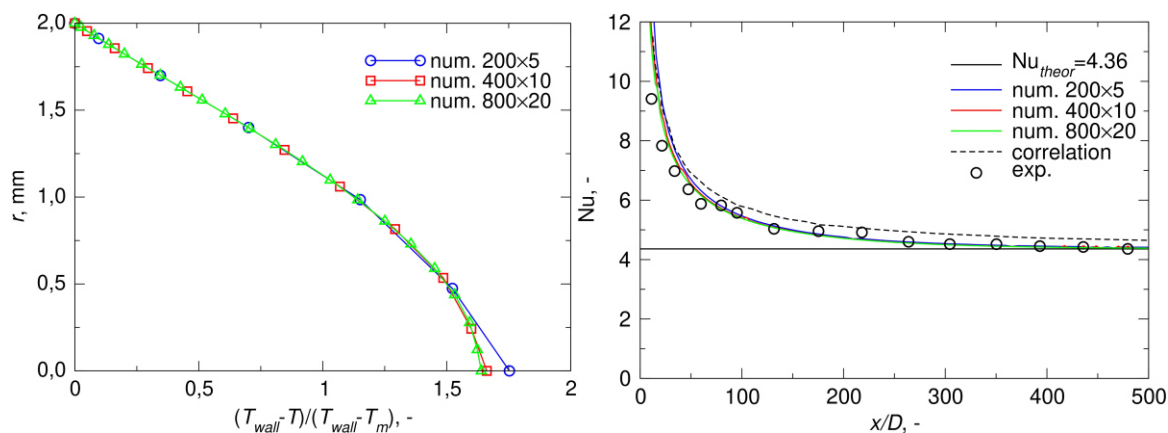 2,0
1,5
1,0
0,5
0,0
r, mm
0
0,5
1
1,5
2
(T_wall-T)/(T_wall-T_m), -
num. 200×5
num. 400×10
num. 800×20
12
10
8
6
4
2
0
Nu, -
0
100
200
300
400
500
x/D, -
Nu_theor=4.36
num. 200×5
num. 400×10
num. 800×20
correlation
exp.